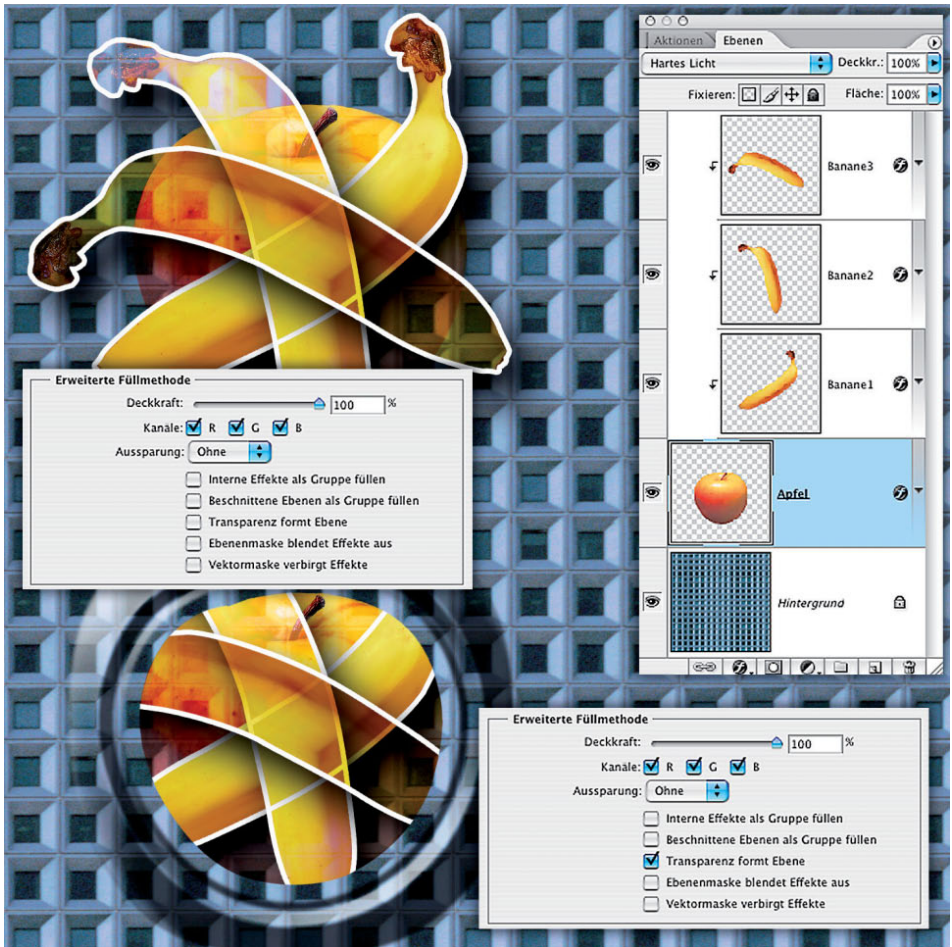 Aktionen Ebenen
Hartes Licht Deckkr.: 100%
Fixieren: Fläche: 100%
Banane3
Banane2
Banane1
Apfel
Hintergrund
Erweiterte Füllmethode
Deckkraft: 100 %
Kanäle: R G B
Aussparung: Ohne
Interne Effekte als Gruppe füllen
Beschnittene Ebenen als Gruppe füllen
Transparenz formt Ebene
Ebenenmaske blendet Effekte aus
Vektormaske verbirgt Effekte
Erweiterte Füllmethode
Deckkraft: 100 %
Kanäle: R G B
Aussparung: Ohne
Interne Effekte als Gruppe füllen
Beschnittene Ebenen als Gruppe füllen
Transparenz formt Ebene
Ebenenmaske blendet Effekte aus
Vektormaske verbirgt Effekte